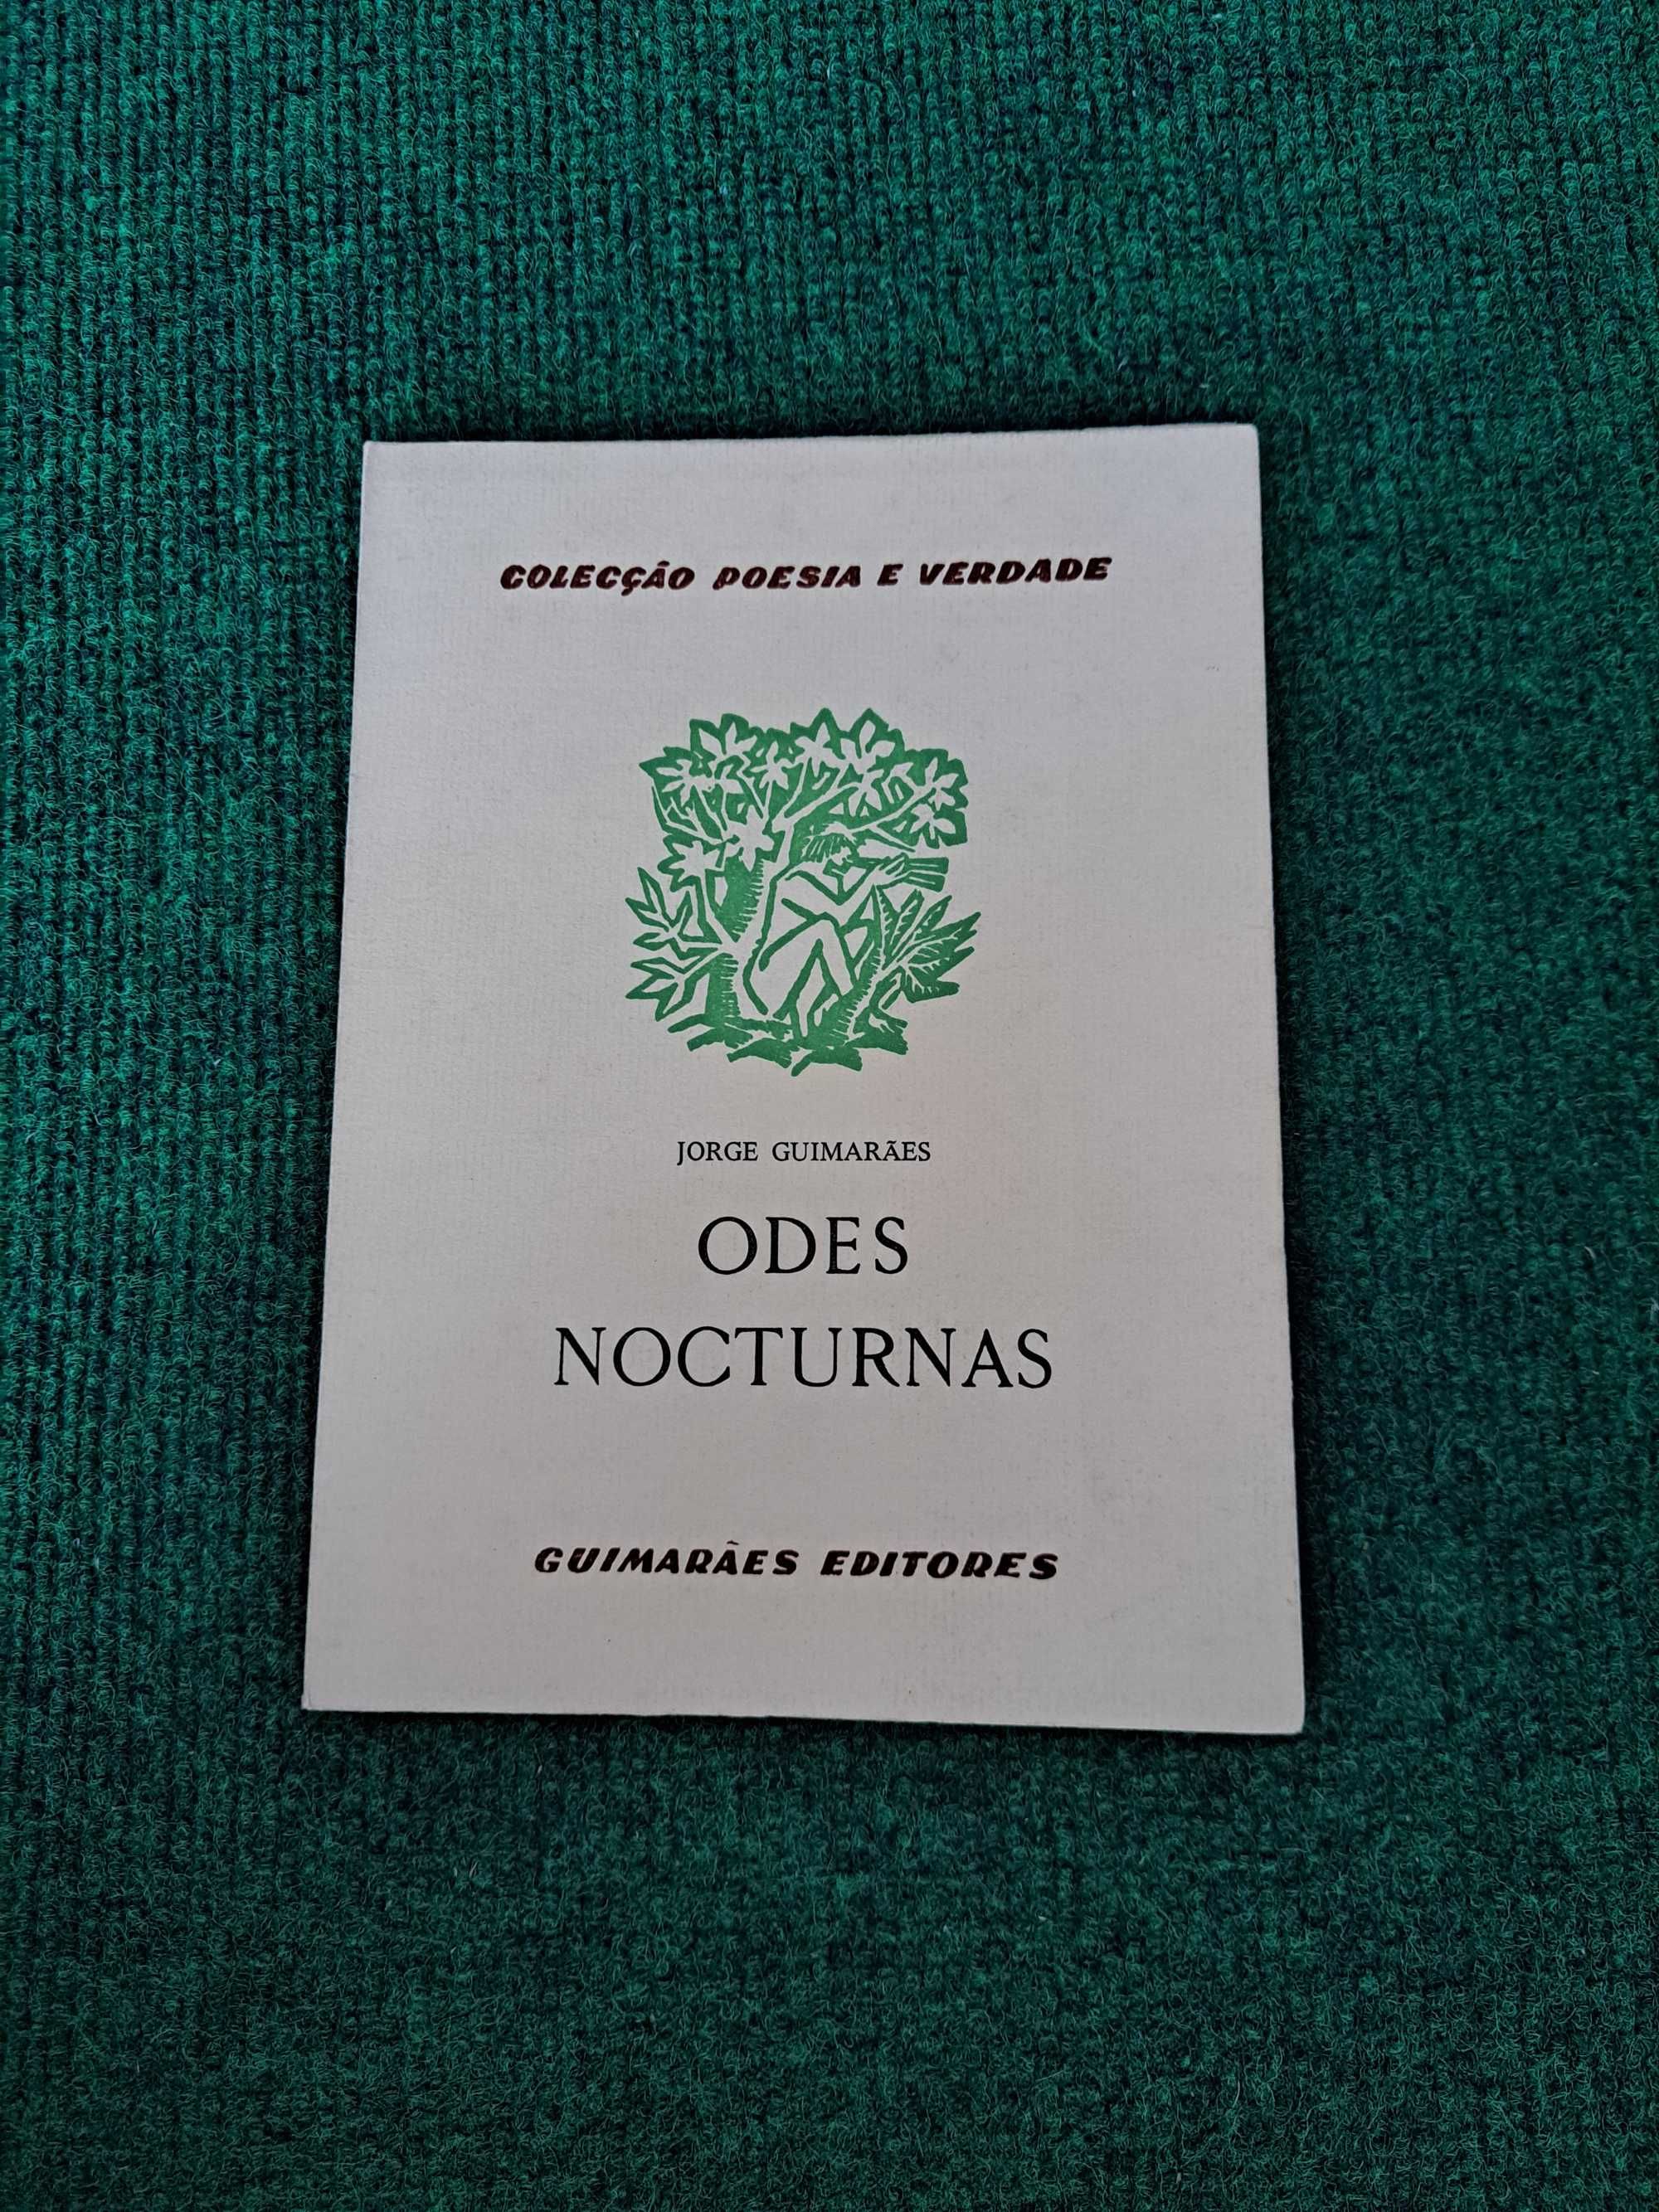 COLECÇÃO POESIA E VERDADE
JORGE GUIMARÃES
ODES
NOCTURNAS
GUIMARÃES EDITORES